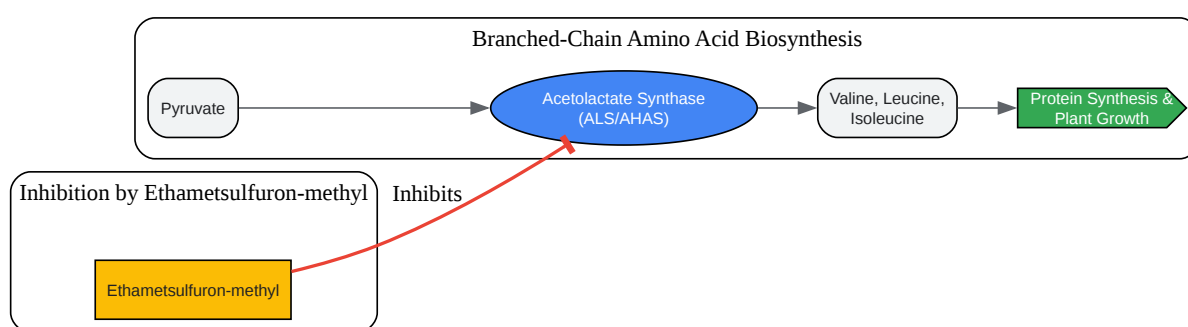 Branched-Chain Amino Acid Biosynthesis
Pyruvate
Acetolactate Synthase
(ALS/AHAS)
Valine, Leucine,
Isoleucine
Protein Synthesis &
Plant Growth
Inhibition by Ethametsulfuron-methyl
Inhibits
Ethametsulfuron-methyl